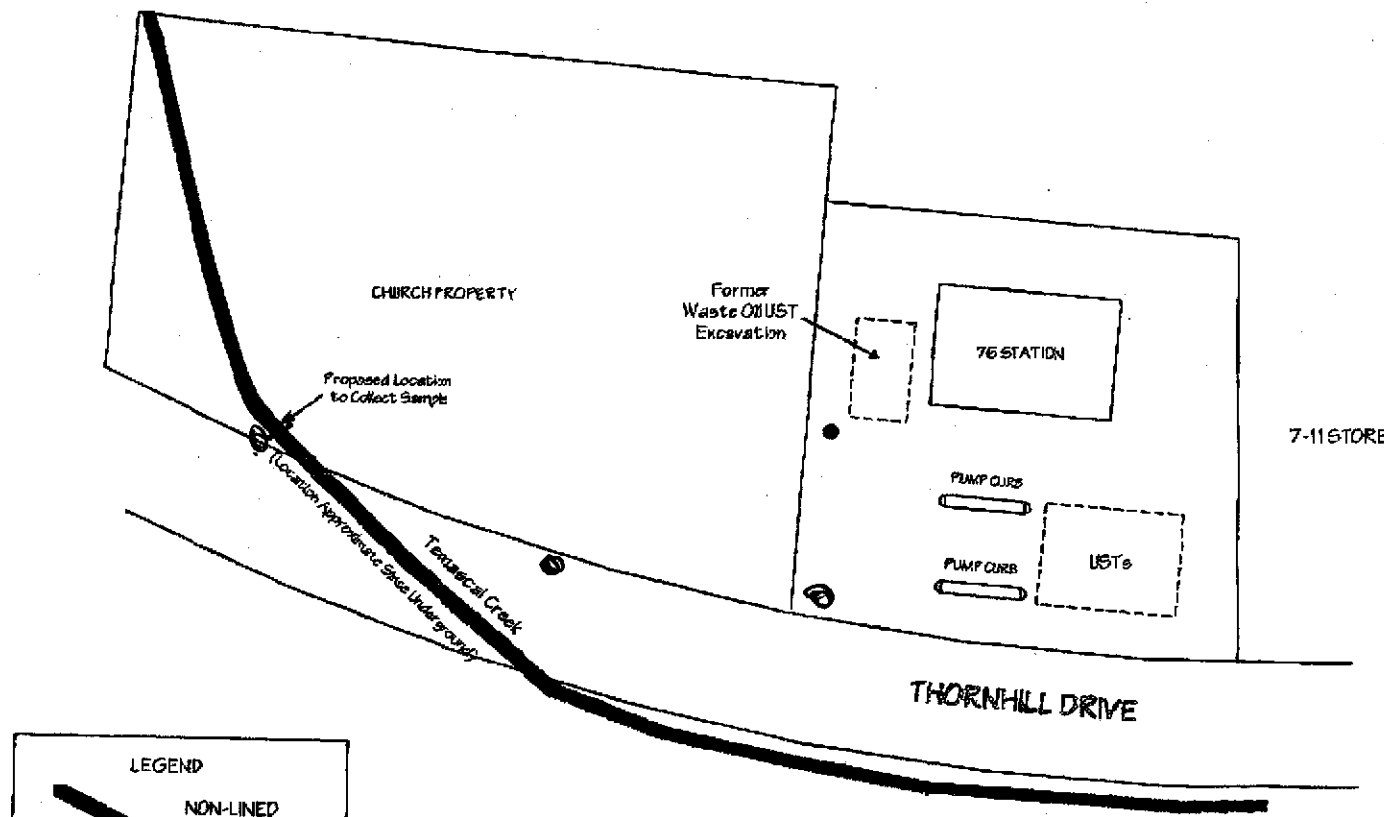 CHURCH PROPERTY
Former
Waste Oil UST
Excavation
76 STATION
7-11 STORE
Proposed Location
to Collect Sample
(Location Approximate Since Underground)
Temescal Creek
PUMP CURB
PUMP CURB
USTs
THORNHILL DRIVE
LEGEND
NON-LINED